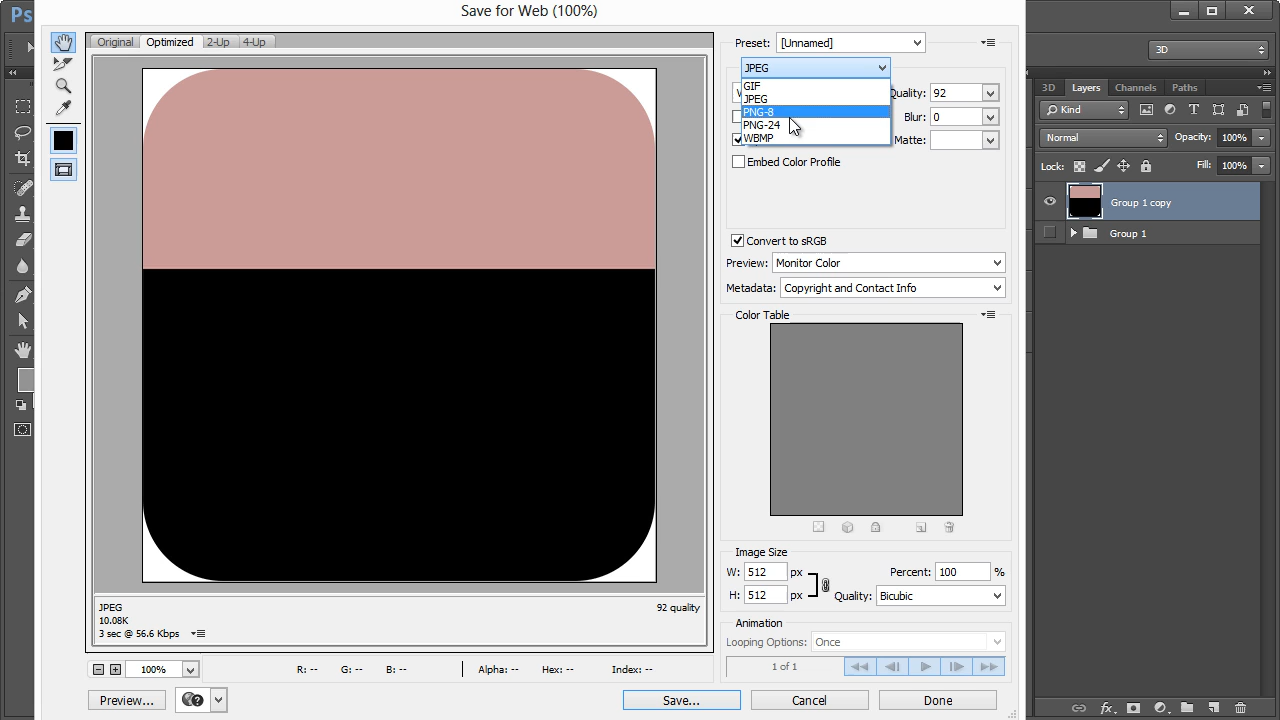 Ps
Save for Web (100%)
3D
Original Optimized 2-Up 4-Up
Preset: [Unnamed]
JPEG
GIF
JPEG
PNG-8
PNG-24
WBMP
Quality: 92
Blur: 0
Matte:
Embed Color Profile
Convert to sRGB
Preview: Monitor Color
Metadata: Copyright and Contact Info
Color Table
Image Size
W: 512 px
H: 512 px
Percent: 100 %
Quality: Bicubic
Animation
Looping Options: Once
1 of 1
JPEG
10.08K
3 sec @ 56.6 Kbps
92 quality
100%
R: -- G: -- B: -- Alpha: -- Hex: -- Index: --
Preview... Save... Cancel Done
3D Layers Channels Paths
Kind
Normal Opacity: 100%
Lock: Fill: 100%
Group 1 copy
Group 1
fx